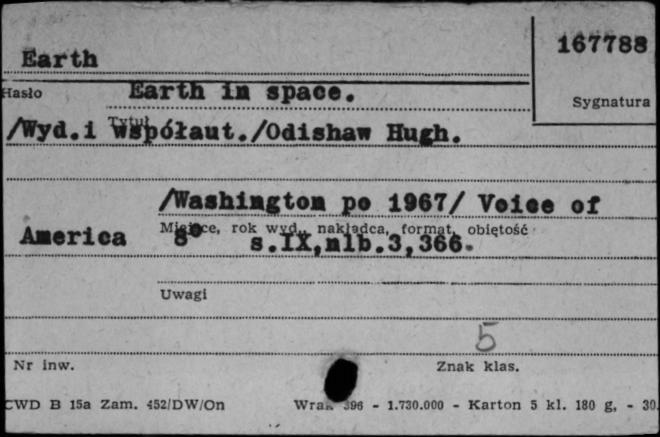 Earth
167788
Hasło
Earth in space.
Sygnatura
Tytuł
/Wyd.i współaut./Odishaw Hugh.
/Washington po 1967/ Voice of
Miejsce, rok wyd., nakładca, format, objętość
America 8° s.IX,nlb.3,366.
Uwagi
5
Nr inw.
Znak klas.
CWD B 15a Zam. 452/DW/On
396 - 1.730.000 - Karton 5 kl. 180 g. - 30.